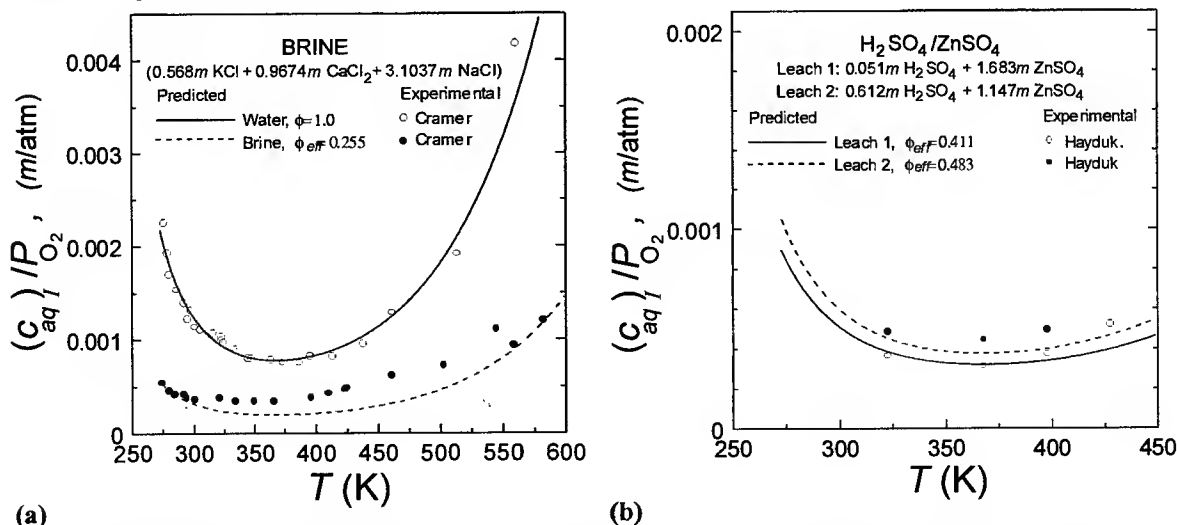 BRINE
(0.568m KCl + 0.9674m CaCl2 + 3.1037m NaCl)
Predicted Experimental
Water, ϕ=1.0 Cramer
Brine, ϕeff=0.255 Cramer
0.004
0.003
0.002
0.001
0
(caq)I/PO2, (m/atm)
250 300 350 400 450 500 550 600
T (K)
(a)
H2SO4/ZnSO4
Leach 1: 0.051m H2SO4 + 1.683m ZnSO4
Leach 2: 0.612m H2SO4 + 1.147m ZnSO4
Predicted Experimental
Leach 1, ϕeff=0.411 Hayduk.
Leach 2, ϕeff=0.483 Hayduk
0.002
0.001
0
(caq)I/PO2, (m/atm)
250 300 350 400 450
T (K)
(b)